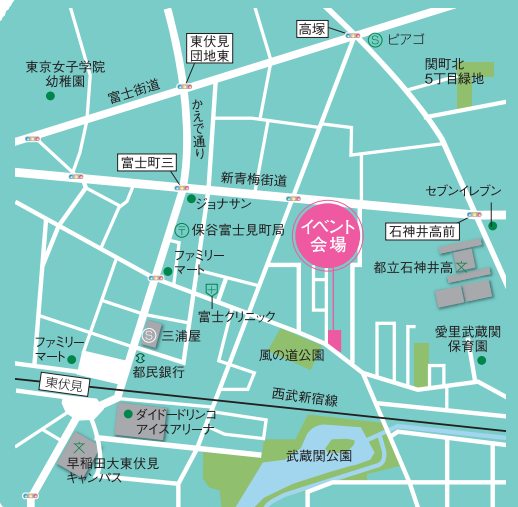 高塚
Ⓢピアゴ
東伏見
団地東
関町北
5丁目緑地
東京女子学院
幼稚園
富士街道
かえで通り
富士町三
新青梅街道
セブンイレブン
ジョナサン
イベント
会場
石神井高前
〒保谷富士見町局
ファミリー
マート
都立石神井高
文
富士クリニック
Ⓢ三浦屋
愛里武蔵関
保育園
ファミリー
マート
風の道公園
都民銀行
東伏見
西武新宿線
ダイドードリンコ
アイスアリーナ
文
早稲田大東伏見
キャンパス
武蔵関公園